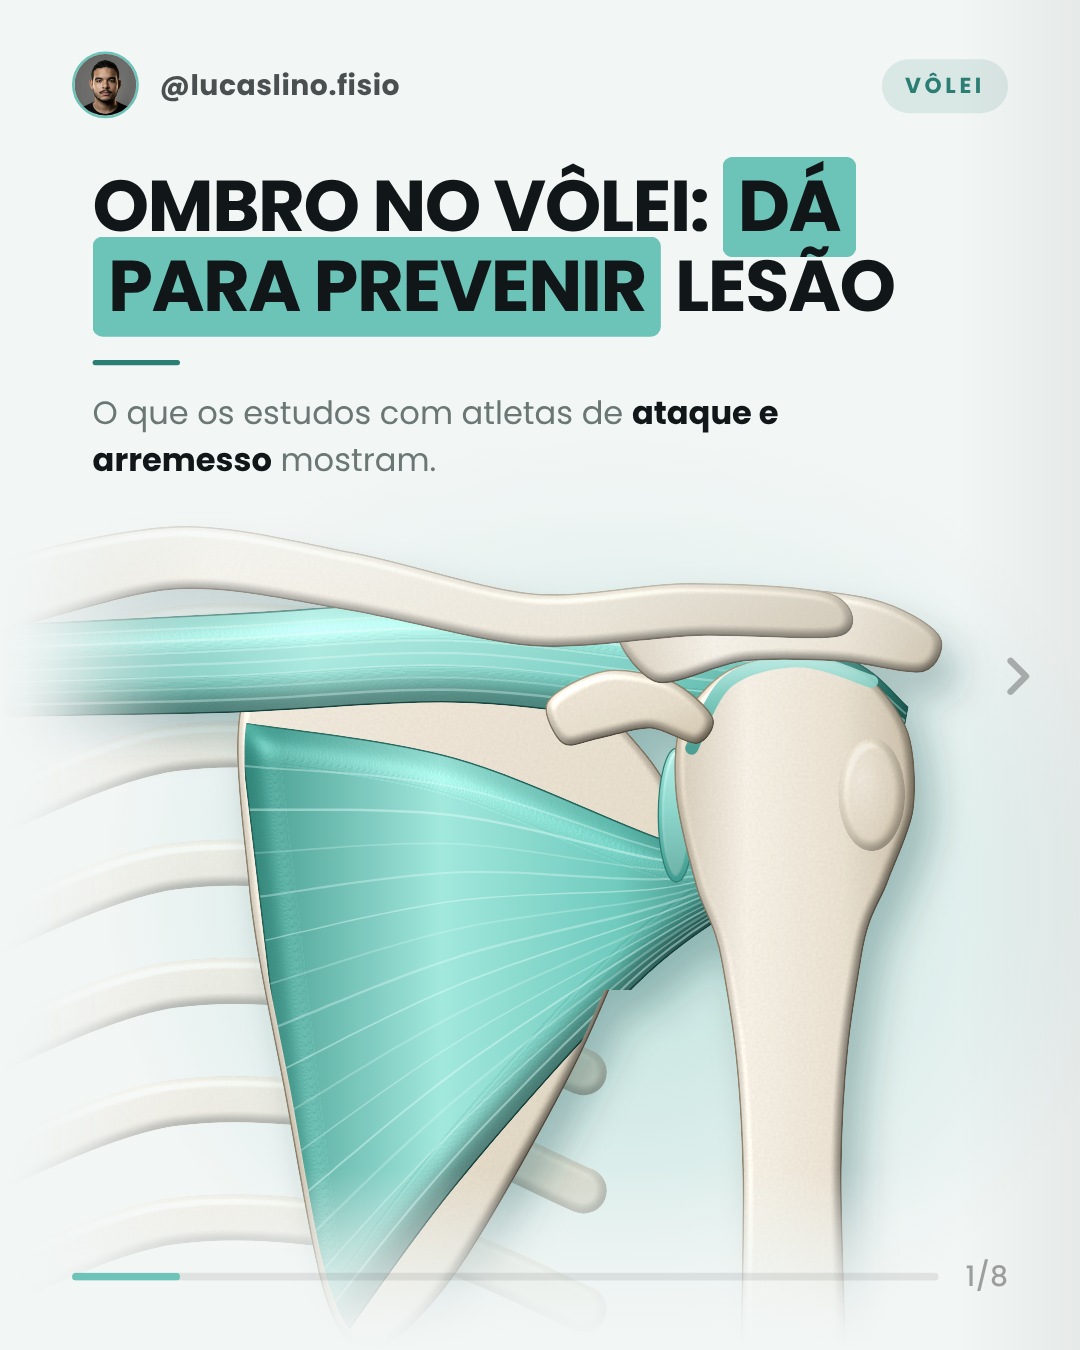 @lucaslino.fisio
VÔLEI
OMBRO NO VÔLEI: DÁ
PARA PREVENIR LESÃO
O que os estudos com atletas de ataque e
arremesso mostram.
1/8